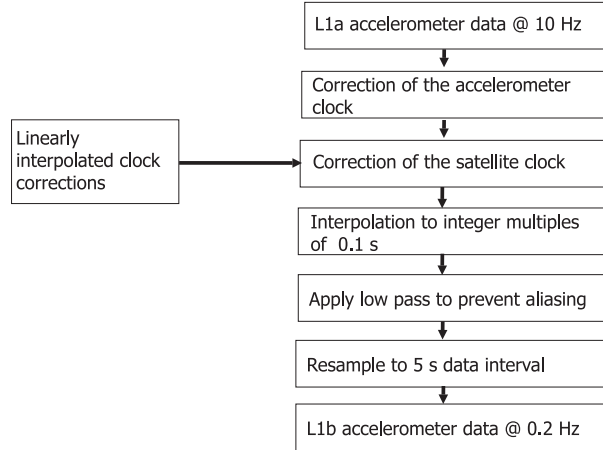 L1a accelerometer data @ 10 Hz
Correction of the accelerometer
clock
Linearly
interpolated clock
corrections
Correction of the satellite clock
Interpolation to integer multiples
of 0.1 s
Apply low pass to prevent aliasing
Resample to 5 s data interval
L1b accelerometer data @ 0.2 Hz